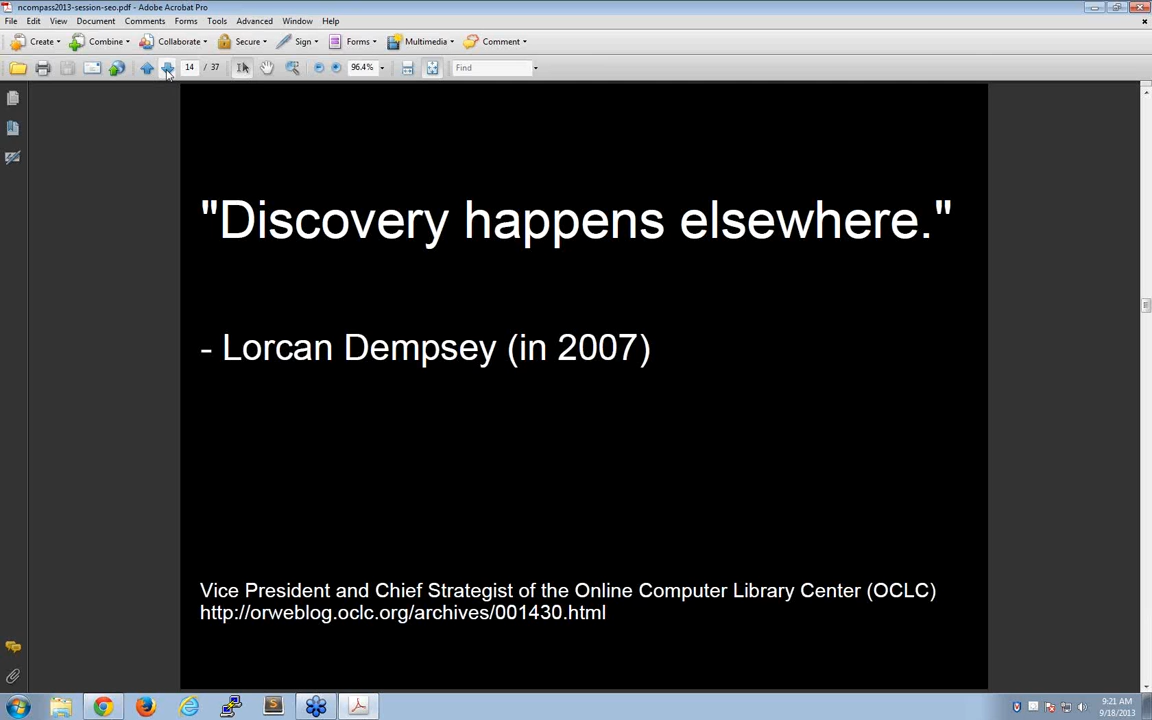 ncompass2013-session-seo.pdf - Adobe Acrobat Pro
File Edit View Document Comments Forms Tools Advanced Window Help
Create Combine Collaborate Secure Sign Forms Multimedia Comment
14 / 37 96.4% Find
"Discovery happens elsewhere."
- Lorcan Dempsey (in 2007)
Vice President and Chief Strategist of the Online Computer Library Center (OCLC)
http://orweblog.oclc.org/archives/001430.html
9:21 AM
9/18/2013